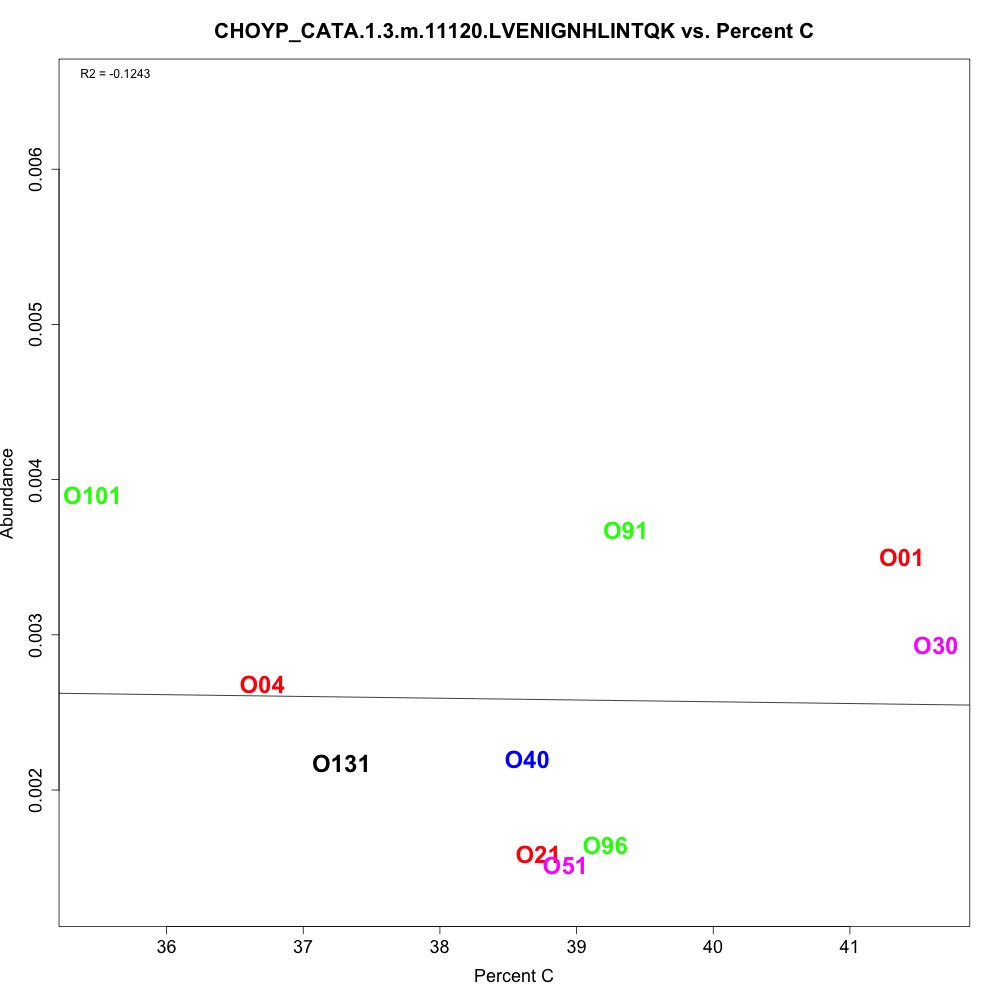 CHOYP_CATA.1.3.m.11120.LVENIGNHLINTQK vs. Percent C
R2 = -0.1243
0.006
0.005
0.004
0.003
0.002
Abundance
O101
O91
O01
O30
O04
O131
O40
O21
O51
O96
36 37 38 39 40 41
Percent C